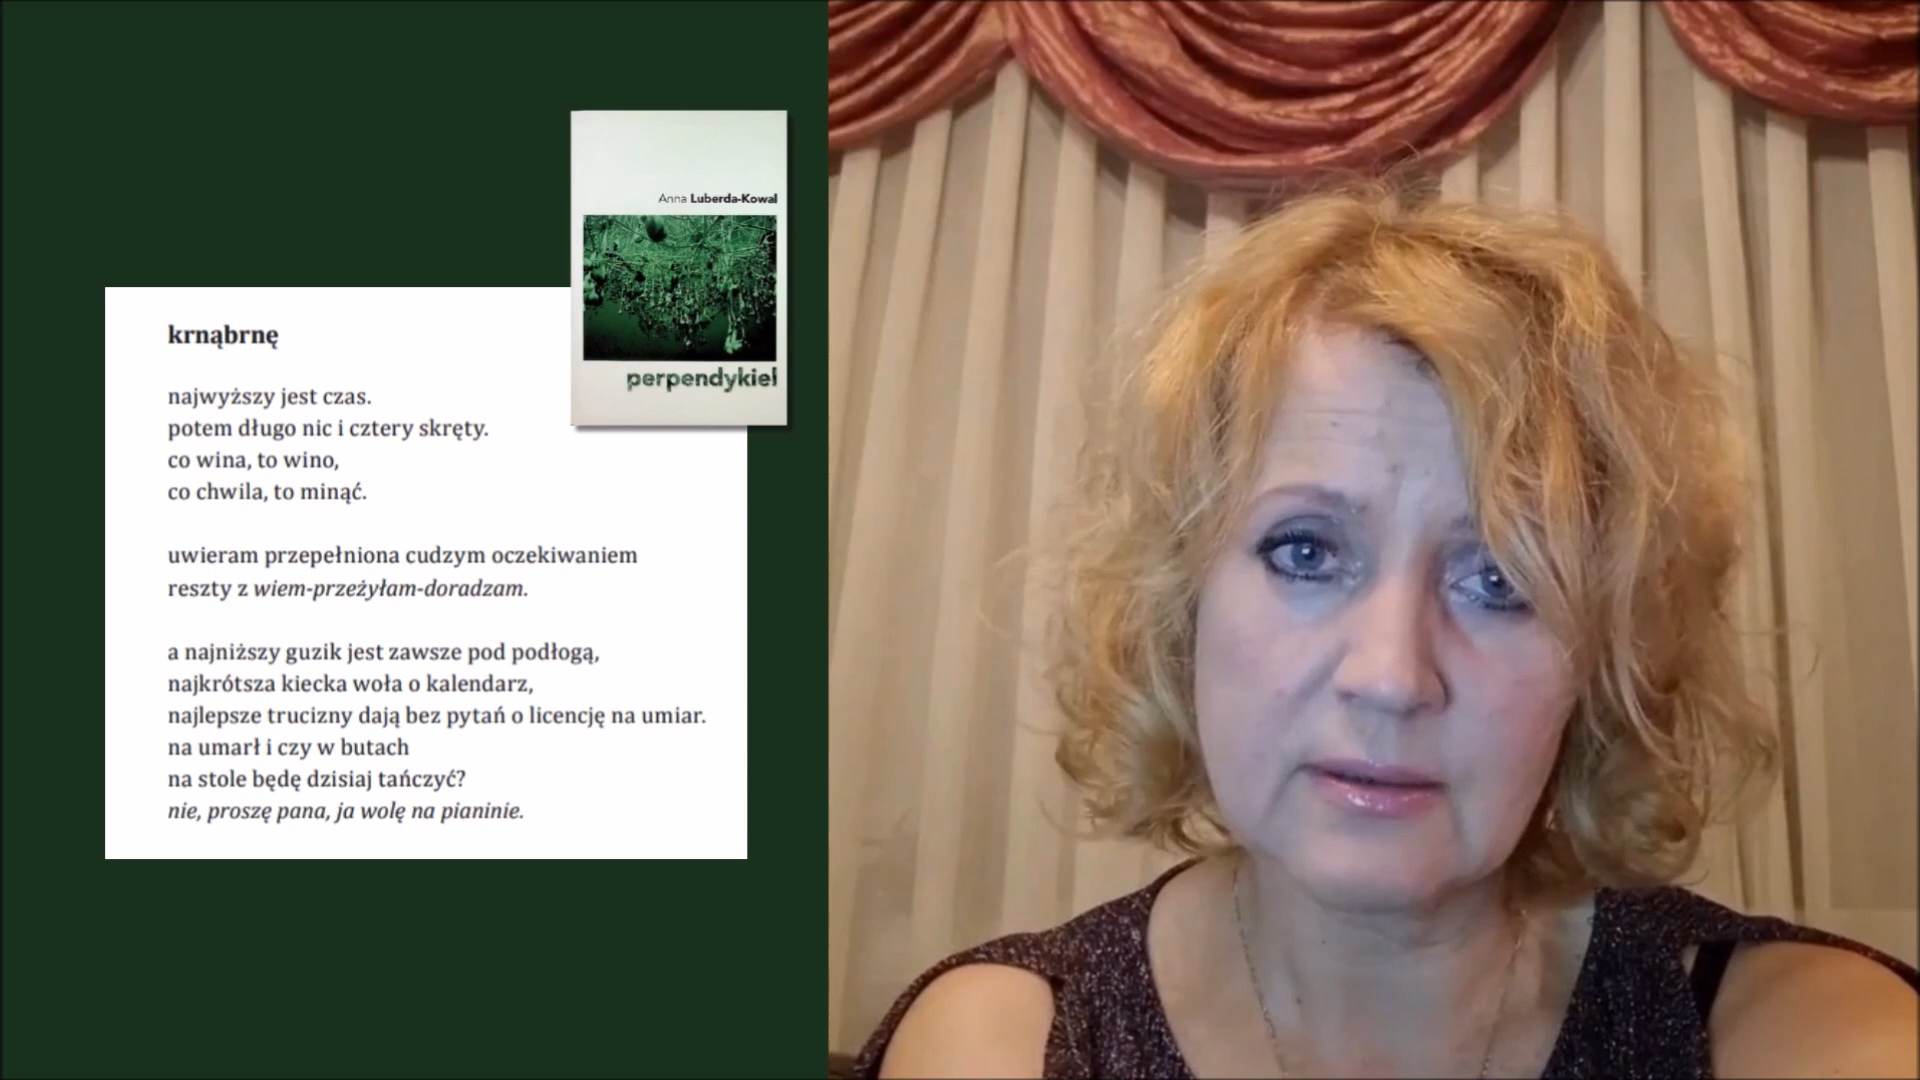 Anna Luberda-Kowal
perpendykieł
krnąbrnę
najwyższy jest czas.
potem długo nic i cztery skręty.
co wina, to wino,
co chwila, to minąć.
uwieram przepełniona cudzym oczekiwaniem
reszty z wiem-przeżyłam-doradzam.
a najniższy guzik jest zawsze pod podłogą,
najkrótsza kiecka woła o kalendarz,
najlepsze trucizny dają bez pytań o licencję na umiar.
na umarł i czy w butach
na stole będę dzisiaj tańczyć?
nie, proszę pana, ja wolę na pianinie.